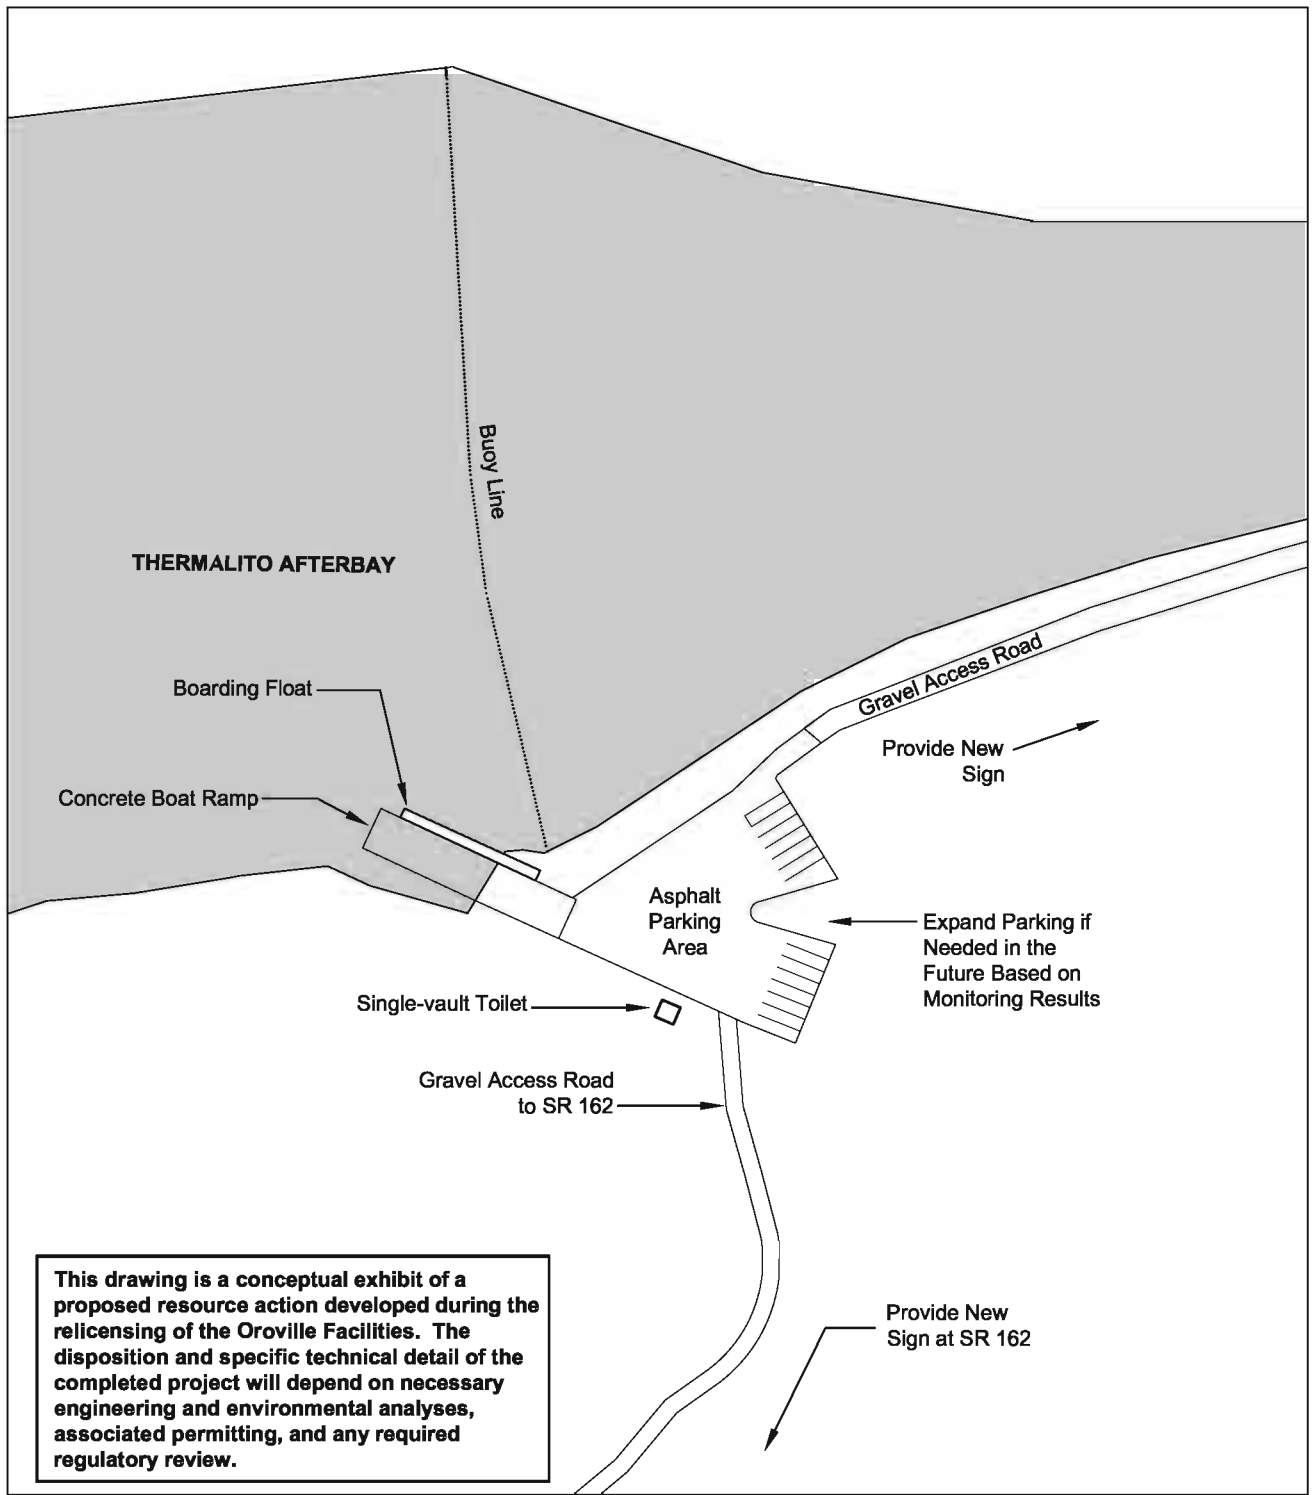 Buoy Line
THERMALITO AFTERBAY
Boarding Float
Gravel Access Road
Provide New
Sign
Concrete Boat Ramp
Asphalt
Parking
Area
Expand Parking if
Needed in the
Future Based on
Monitoring Results
Single-vault Toilet
Gravel Access Road
to SR 162
This drawing is a conceptual exhibit of a
proposed resource action developed during the
relicensing of the Oroville Facilities.  The
disposition and specific technical detail of the
completed project will depend on necessary
engineering and environmental analyses,
associated permitting, and any required
regulatory review.
Provide New
Sign at SR 162